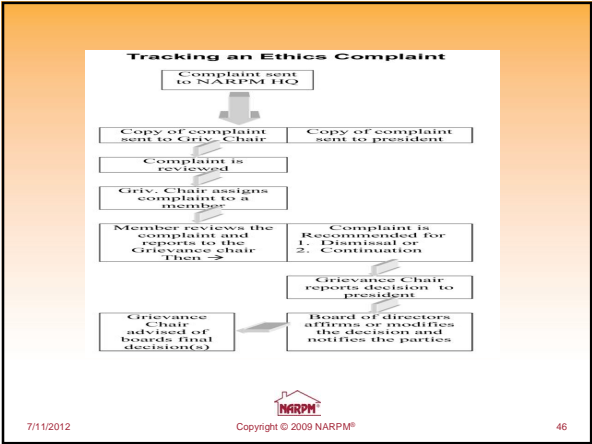 Tracking an Ethics Complaint
Complaint sent
to NARPM HQ
Copy of complaint
sent to Griv. Chair
Copy of complaint
sent to president
Complaint is
reviewed
Griv. Chair assigns
complaint to a
member
Member reviews the
complaint and
reports to the
Grievance chair
Then →
Complaint is
Recommended for
1. Dismissal or
2. Continuation
Grievance Chair
reports decision to
president
Grievance
Chair
advised of
boards final
decision(s)
Board of directors
affirms or modifies
the decision and
notifies the parties
NARPM®
7/11/2012
Copyright © 2009 NARPM®
46